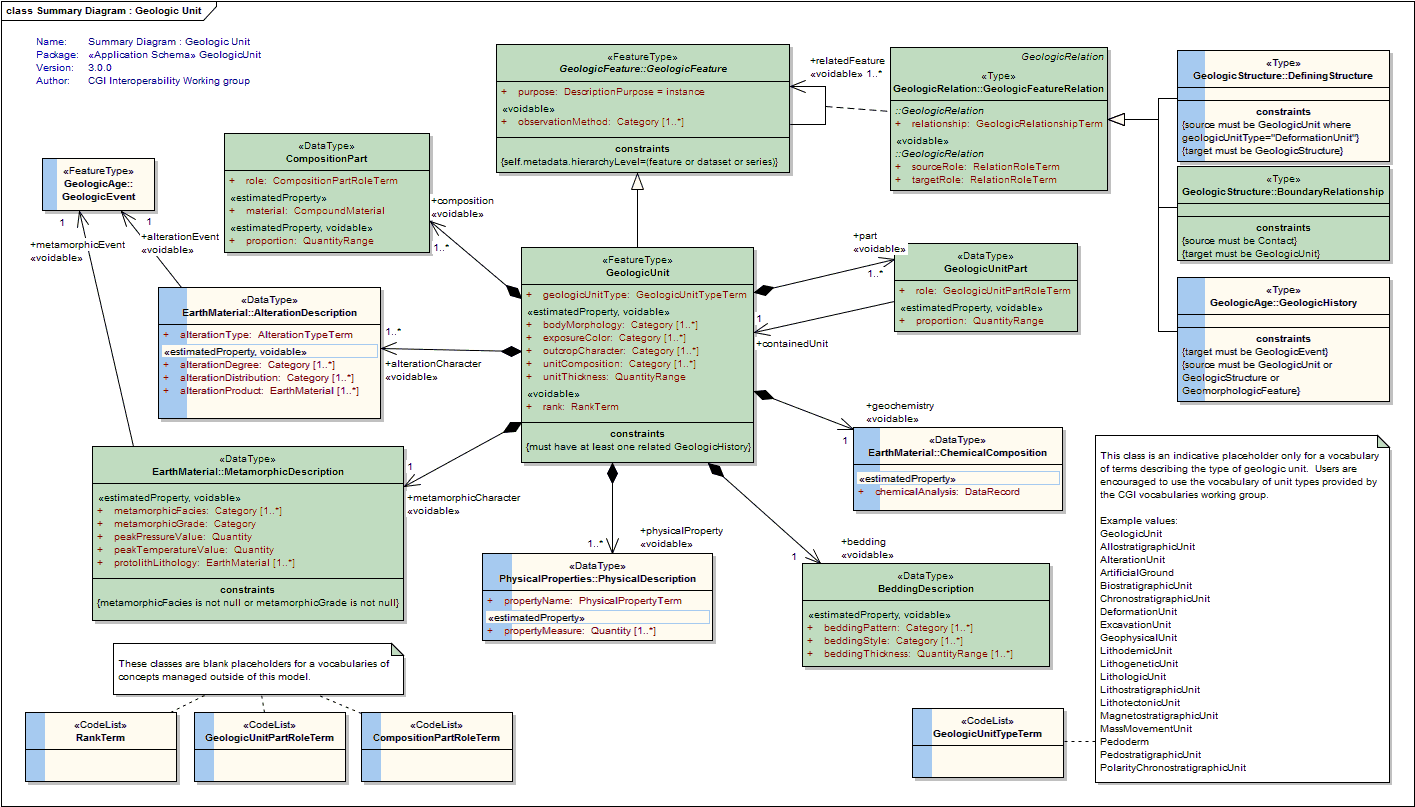 class Summary Diagram : Geologic Unit
Name: Summary Diagram : Geologic Unit
Package: «Application Schema» GeologicUnit
Version: 3.0.0
Author: CGI Interoperability Working group
«FeatureType»
GeologicFeature::GeologicFeature
+ purpose: DescriptionPurpose = instance
«voidable»
+ observationMethod: Category [1..*]
constraints
{self.metadata.hierarchyLevel=(feature or dataset or series)}
+relatedFeature
«voidable» 1..*
GeologicRelation
«Type»
GeologicRelation::GeologicFeatureRelation
::GeologicRelation
+ relationship: GeologicRelationshipTerm
«voidable»
::GeologicRelation
+ sourceRole: RelationRoleTerm
+ targetRole: RelationRoleTerm
«Type»
GeologicStructure::DefiningStructure
constraints
{source must be GeologicUnit where
geologicUnitType="DeformationUnit"}
{target must be GeologicStructure}
«Type»
GeologicStructure::BoundaryRelationship
constraints
{source must be Contact}
{target must be GeologicUnit}
«Type»
GeologicAge::GeologicHistory
constraints
{target must be GeologicEvent}
{source must be GeologicUnit or
GeologicStructure or
GeomorphologicFeature}
«DataType»
CompositionPart
+ role: CompositionPartRoleTerm
«estimatedProperty»
+ material: CompoundMaterial
«estimatedProperty, voidable»
+ proportion: QuantityRange
+composition
«voidable»
1..*
«FeatureType»
GeologicAge::
GeologicEvent
1
1
+metamorphicEvent
«voidable»
+alterationEvent
«voidable»
«DataType»
EarthMaterial::AlterationDescription
+ alterationType: AlterationTypeTerm
«estimatedProperty, voidable»
+ alterationDegree: Category [1..*]
+ alterationDistribution: Category [1..*]
+ alterationProduct: EarthMaterial [1..*]
1..*
+alterationCharacter
«voidable»
«FeatureType»
GeologicUnit
+ geologicUnitType: GeologicUnitTypeTerm
«estimatedProperty, voidable»
+ bodyMorphology: Category [1..*]
+ exposureColor: Category [1..*]
+ outcropCharacter: Category [1..*]
+ unitComposition: Category [1..*]
+ unitThickness: QuantityRange
«voidable»
+ rank: RankTerm
constraints
{must have at least one related GeologicHistory}
+part
«voidable»
1..*
«DataType»
GeologicUnitPart
+ role: GeologicUnitPartRoleTerm
«estimatedProperty, voidable»
+ proportion: QuantityRange
1
+containedUnit
+geochemistry
«voidable»
1
«DataType»
EarthMaterial::ChemicalComposition
«estimatedProperty»
+ chemicalAnalysis: DataRecord
«DataType»
EarthMaterial::MetamorphicDescription
«estimatedProperty, voidable»
+ metamorphicFacies: Category [1..*]
+ metamorphicGrade: Category
+ peakPressureValue: Quantity
+ peakTemperatureValue: Quantity
+ protolithLithology: EarthMaterial [1..*]
constraints
{metamorphicFacies is not null or metamorphicGrade is not null}
1
+metamorphicCharacter
«voidable»
+physicalProperty
«voidable»
1..*
«DataType»
PhysicalProperties::PhysicalDescription
+ propertyName: PhysicalPropertyTerm
«estimatedProperty»
+ propertyMeasure: Quantity [1..*]
+bedding
«voidable»
1
«DataType»
BeddingDescription
«estimatedProperty, voidable»
+ beddingPattern: Category [1..*]
+ beddingStyle: Category [1..*]
+ beddingThickness: QuantityRange [1..*]
This class is an indicative placeholder only for a vocabulary
of terms describing the type of geologic unit. Users are
encouraged to use the vocabulary of unit types provided by
the CGI vocabularies working group.
Example values:
GeologicUnit
AllostratigraphicUnit
AlterationUnit
ArtificialGround
BiostratigraphicUnit
ChronostratigraphicUnit
DeformationUnit
ExcavationUnit
GeophysicalUnit
LithodemicUnit
LithogeneticUnit
LithologicUnit
LithostratigraphicUnit
LithotectonicUnit
MagnetostratigraphicUnit
MassMovementUnit
Pedoderm
PedostratigraphicUnit
PolarityChronostratigraphicUnit
These classes are blank placeholders for a vocabularies of
concepts managed outside of this model.
«CodeList»
RankTerm
«CodeList»
GeologicUnitPartRoleTerm
«CodeList»
CompositionPartRoleTerm
«CodeList»
GeologicUnitTypeTerm